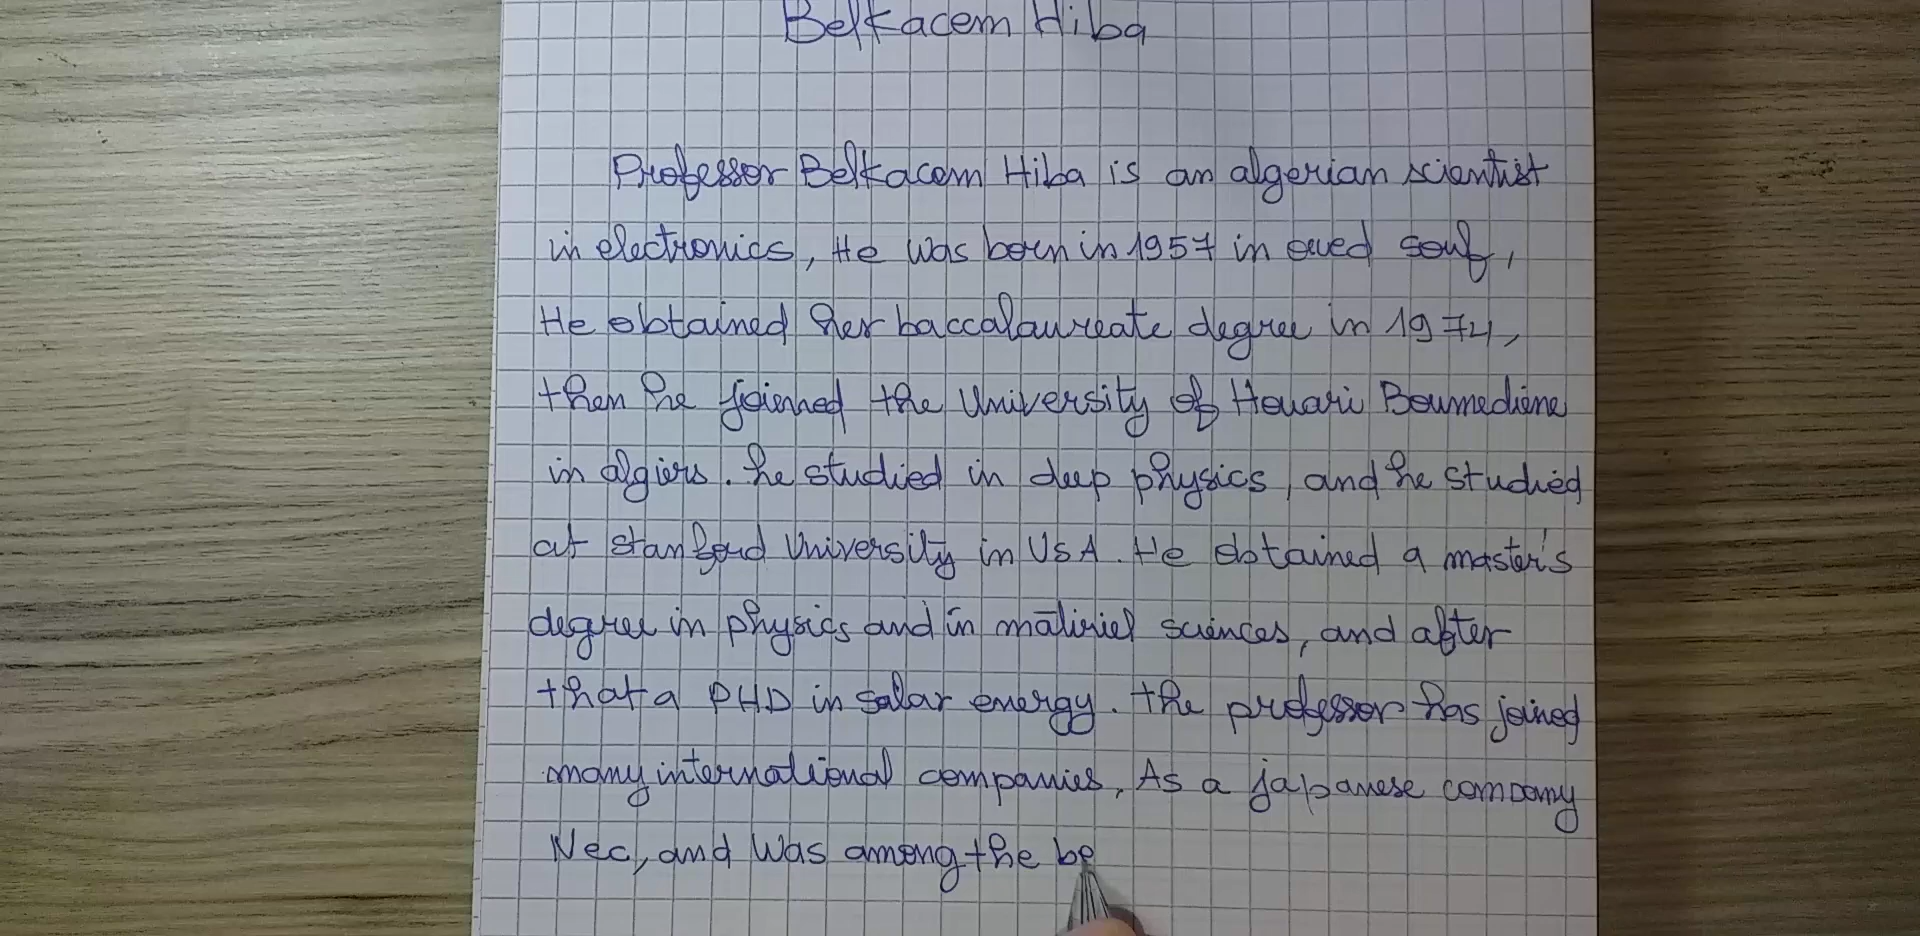 Belkacem Hiba
Professor Belkacem Hiba is an algerian scientist
in electronics, He was born in 1957 in oued souf,
He obtained her baccalaureate degree in 1974,
then he joienned the University of Houari Boumediene
in algiers. he studied in deep physics, and he studied
at stanford University in USA. He obtained a master's
degree in physics and in matiriel sciences, and after
that a PHD in salar energy. the professor has joined
many international companies, As a japanese company
Nec, and was among the be